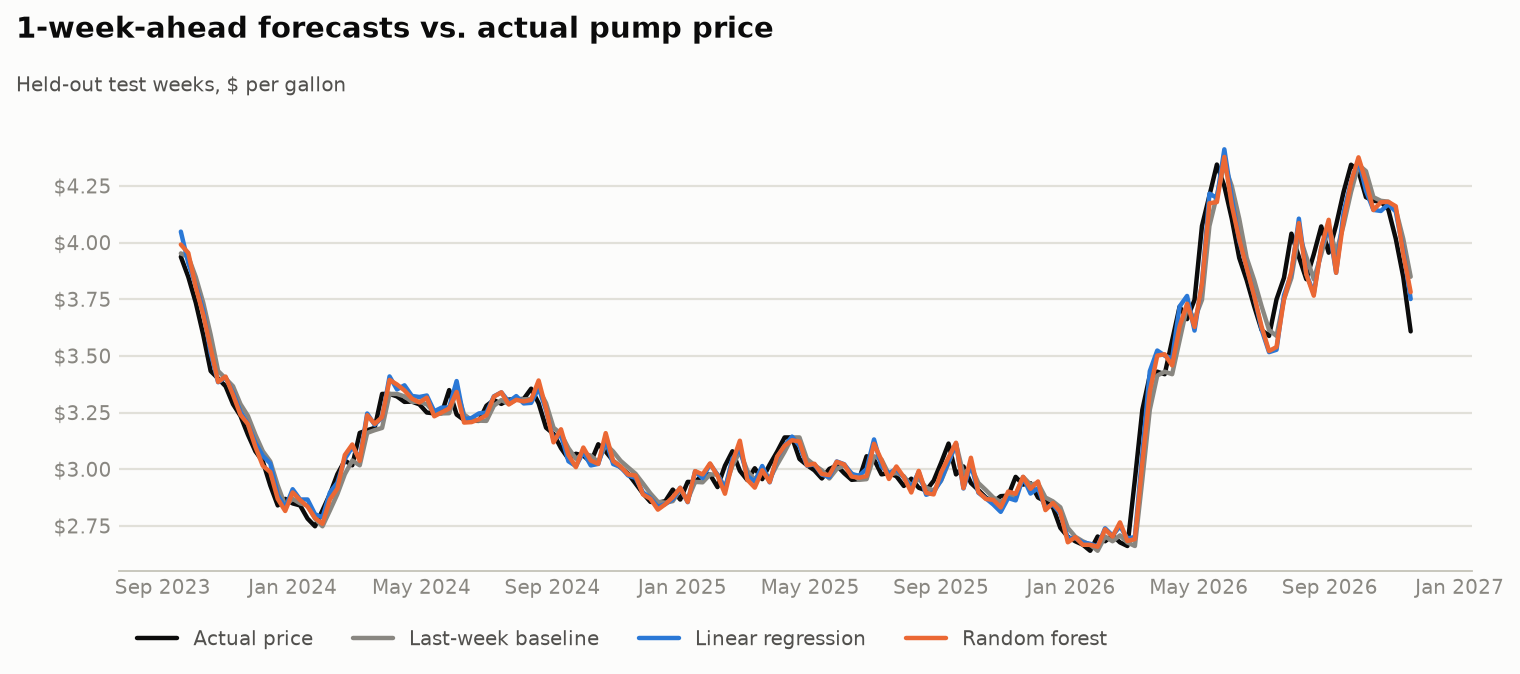 1-week-ahead forecasts vs. actual pump price
Held-out test weeks, $ per gallon
$4.25
$4.00
$3.75
$3.50
$3.25
$3.00
$2.75
Sep 2023 Jan 2024 May 2024 Sep 2024 Jan 2025 May 2025 Sep 2025 Jan 2026 May 2026 Sep 2026 Jan 2027
Actual price Last-week baseline Linear regression Random forest